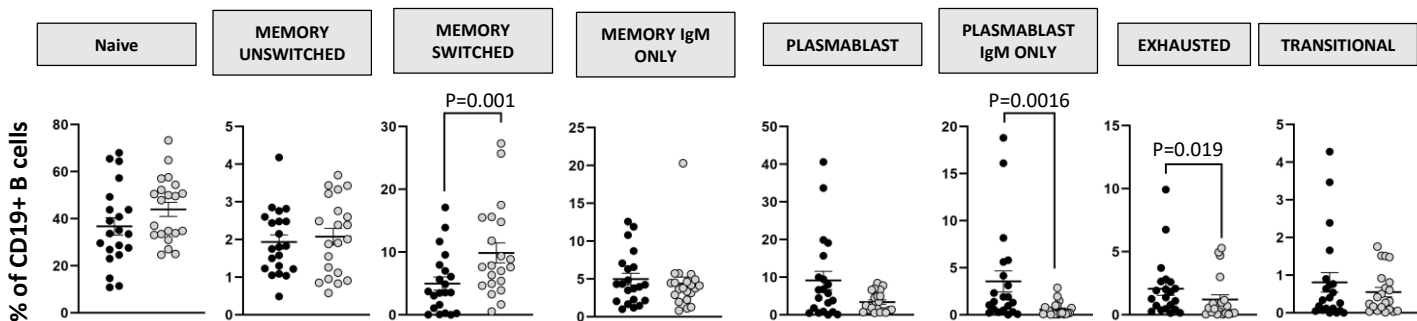 Naive
MEMORY
UNSWITCHED
MEMORY
SWITCHED
MEMORY IgM
ONLY
PLASMABLAST
PLASMABLAST
IgM ONLY
EXHAUSTED
TRANSITIONAL
% of CD19+ B cells
80
60
40
20
0
5
4
3
2
1
0
P=0.001
30
20
10
0
25
20
15
10
5
0
50
40
30
20
10
0
P=0.0016
20
15
10
5
0
P=0.019
15
10
5
0
5
4
3
2
1
0